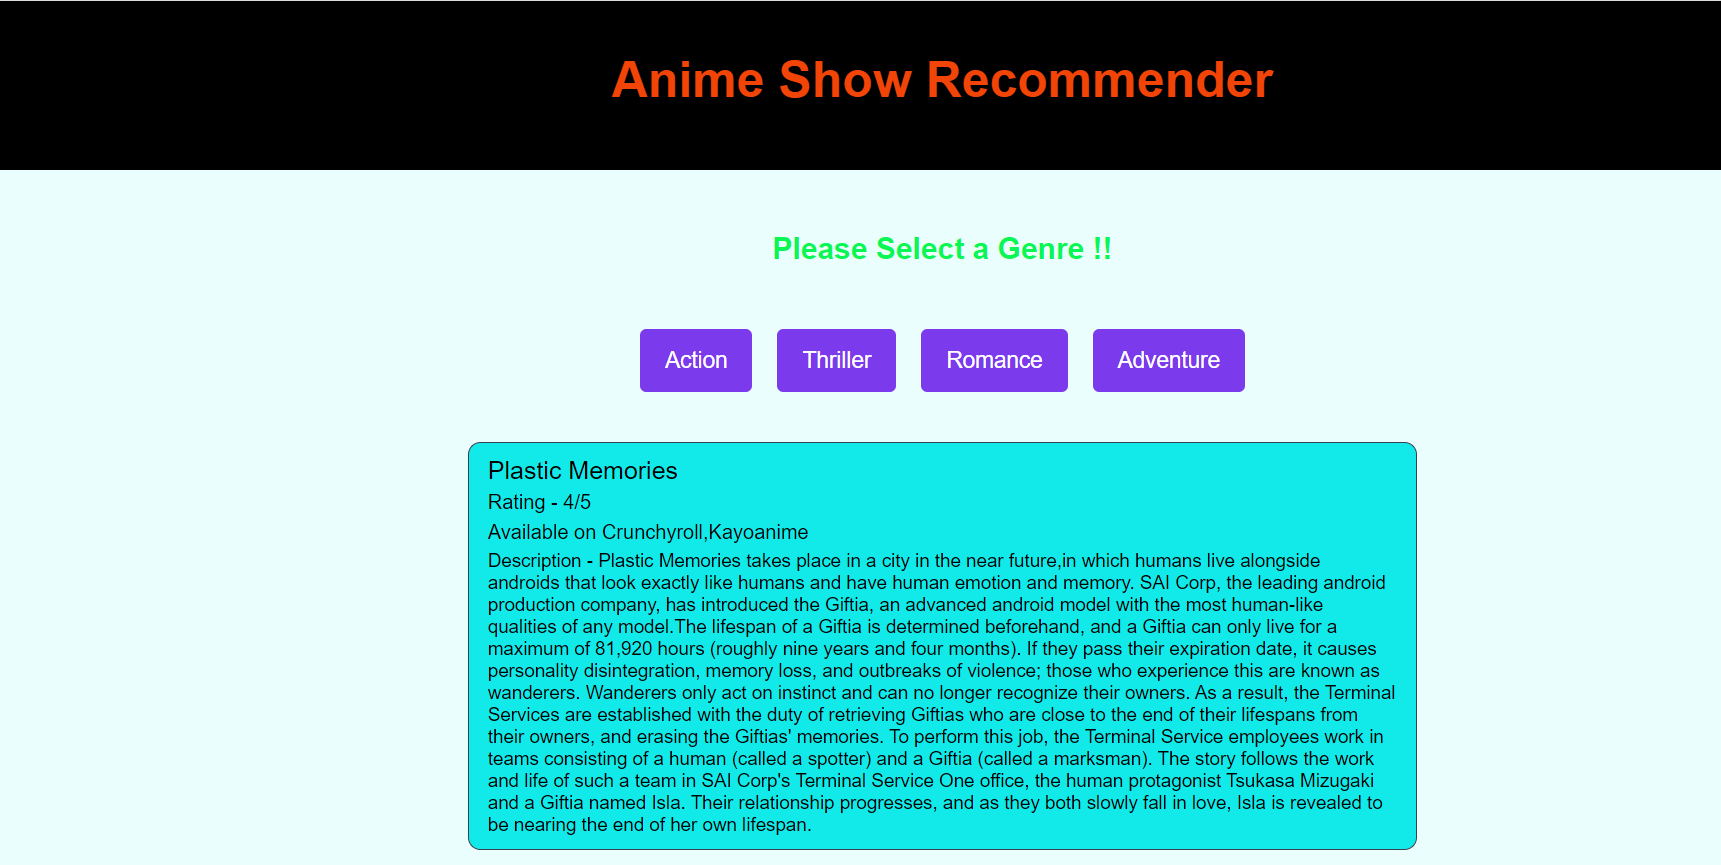 Anime Show Recommender
Please Select a Genre !!
Action Thriller Romance Adventure
Plastic Memories
Rating - 4/5
Available on Crunchyroll,Kayoanime
Description - Plastic Memories takes place in a city in the near future,in which humans live alongside
androids that look exactly like humans and have human emotion and memory. SAI Corp, the leading android
production company, has introduced the Giftia, an advanced android model with the most human-like
qualities of any model.The lifespan of a Giftia is determined beforehand, and a Giftia can only live for a
maximum of 81,920 hours (roughly nine years and four months). If they pass their expiration date, it causes
personality disintegration, memory loss, and outbreaks of violence; those who experience this are known as
wanderers. Wanderers only act on instinct and can no longer recognize their owners. As a result, the Terminal
Services are established with the duty of retrieving Giftias who are close to the end of their lifespans from
their owners, and erasing the Giftias' memories. To perform this job, the Terminal Service employees work in
teams consisting of a human (called a spotter) and a Giftia (called a marksman). The story follows the work
and life of such a team in SAI Corp's Terminal Service One office, the human protagonist Tsukasa Mizugaki
and a Giftia named Isla. Their relationship progresses, and as they both slowly fall in love, Isla is revealed to
be nearing the end of her own lifespan.